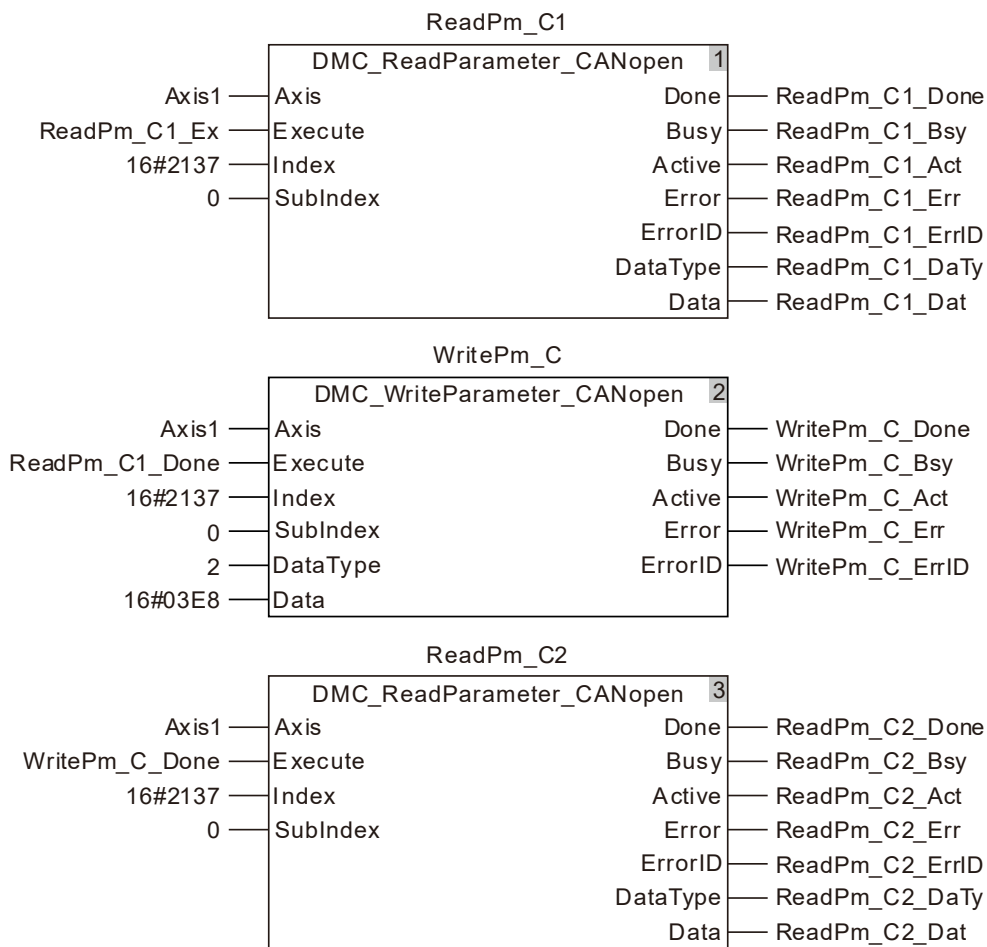 ReadPm_C1
DMC_ReadParameter_CANopen 1
Axis1 Axis Done ReadPm_C1_Done
ReadPm_C1_Ex Execute Busy ReadPm_C1_Bsy
16#2137 Index Active ReadPm_C1_Act
0 SubIndex Error ReadPm_C1_Err
ErrorID ReadPm_C1_ErrID
DataType ReadPm_C1_DaTy
Data ReadPm_C1_Dat
WritePm_C
DMC_WriteParameter_CANopen 2
Axis1 Axis Done WritePm_C_Done
ReadPm_C1_Done Execute Busy WritePm_C_Bsy
16#2137 Index Active WritePm_C_Act
0 SubIndex Error WritePm_C_Err
2 DataType ErrorID WritePm_C_ErrID
16#03E8 Data
ReadPm_C2
DMC_ReadParameter_CANopen 3
Axis1 Axis Done ReadPm_C2_Done
WritePm_C_Done Execute Busy ReadPm_C2_Bsy
16#2137 Index Active ReadPm_C2_Act
0 SubIndex Error ReadPm_C2_Err
ErrorID ReadPm_C2_ErrID
DataType ReadPm_C2_DaTy
Data ReadPm_C2_Dat